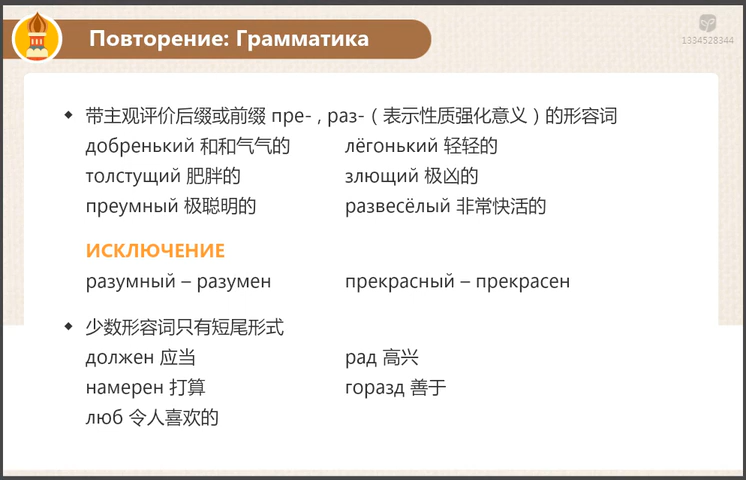 Повторение: Грамматика
1334528344
◆ 带主观评价后缀或前缀 пре- , раз-（表示性质强化意义）的形容词
добренький 和和气气的 лёгонький 轻轻的
толстущий 肥胖的 злющий 极凶的
преумный 极聪明的 развесёлый 非常快活的
ИСКЛЮЧЕНИЕ
разумный – разумен прекрасный – прекрасен
◆ 少数形容词只有短尾形式
должен 应当 рад 高兴
намерен 打算 горазд 善于
люб 令人喜欢的